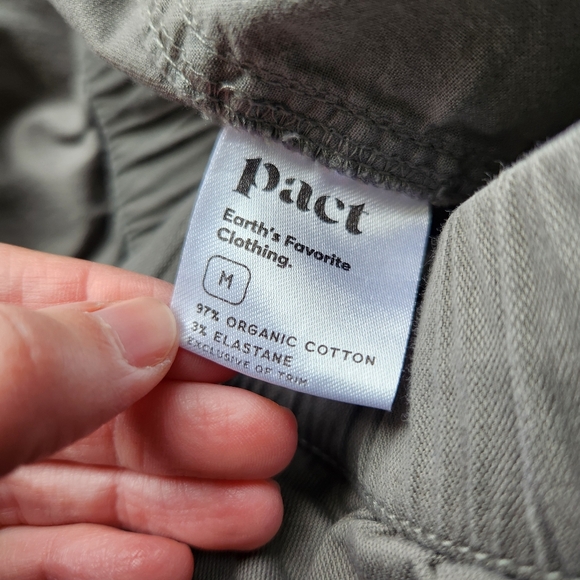 pact
Earth's Favorite
Clothing.
M
97% ORGANIC COTTON
3% ELASTANE
EXCLUSIVE OF TRIM